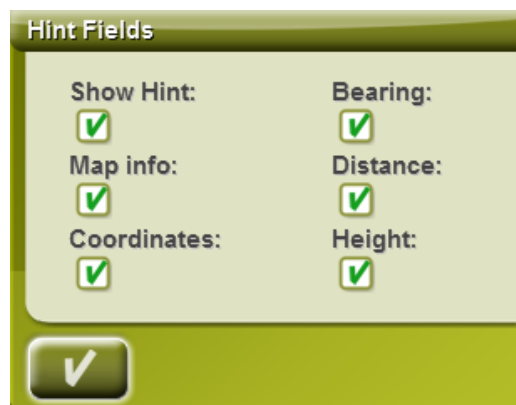 Hint Fields
Show Hint:
Bearing:
Map info:
Distance:
Coordinates:
Height: